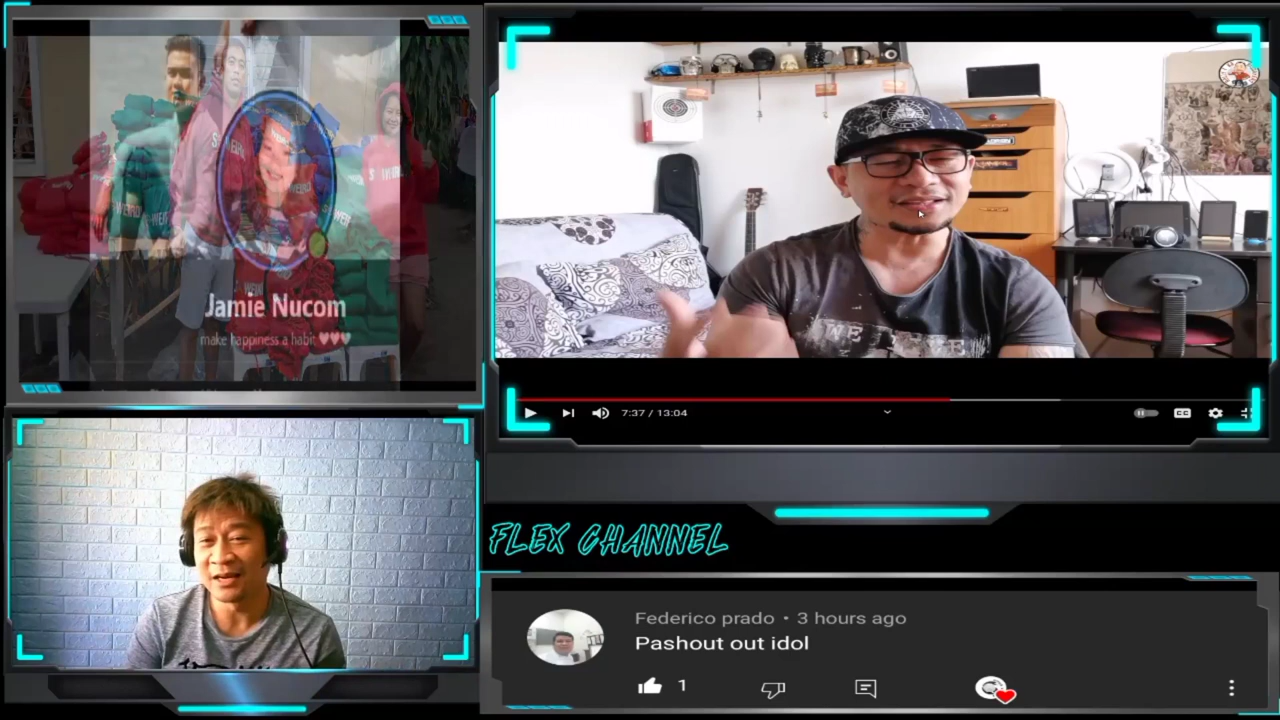 Jamie Nucom
make happiness a habit ♥♥♥
7:37 / 13:04
CC
FLEX CHANNEL
Federico prado • 3 hours ago
Pashout out idol
1